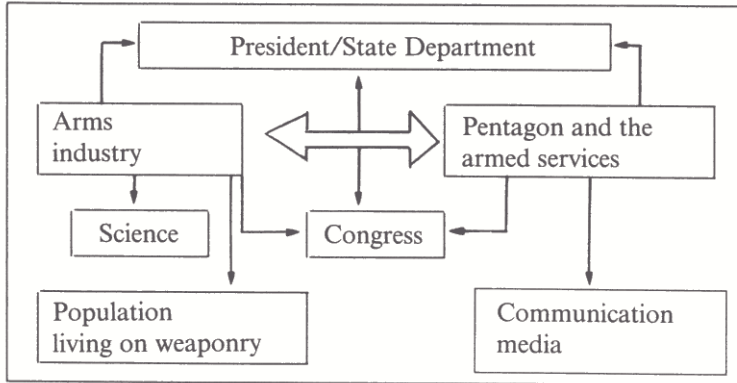 President/State Department
Arms
industry
Pentagon and the
armed services
Science
Congress
Population
living on weaponry
Communication
media